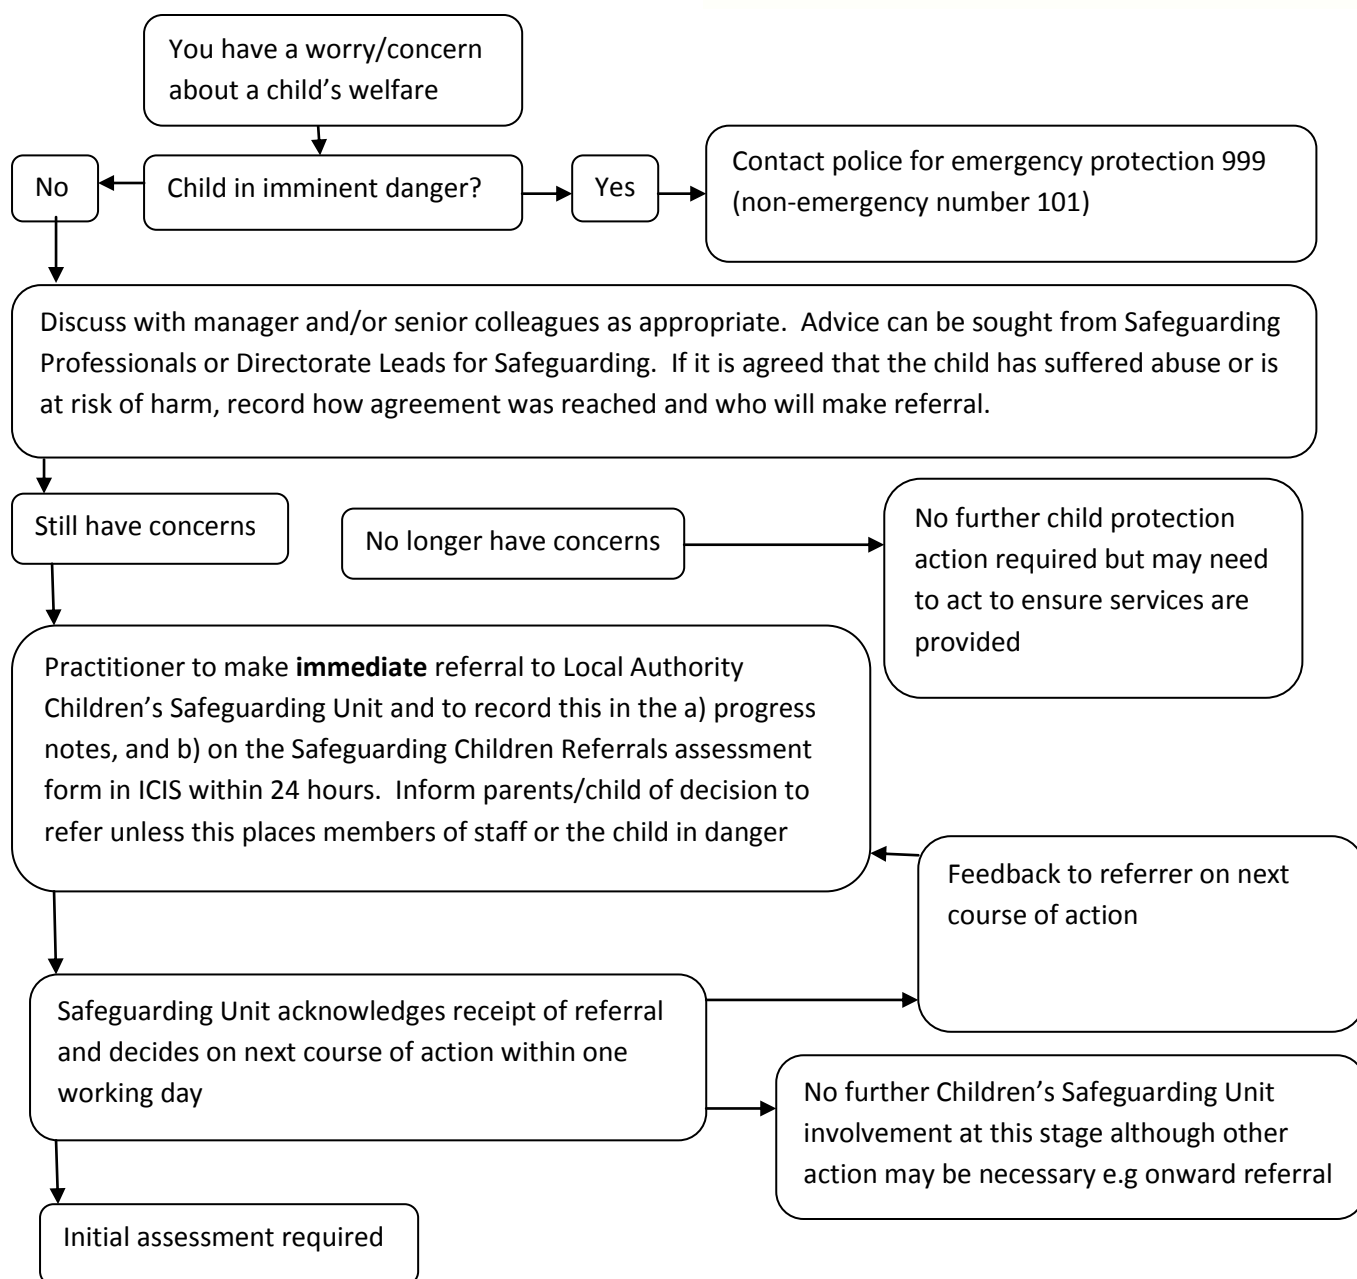 You have a worry/concern
about a child’s welfare
No
Child in imminent danger?
Yes
Contact police for emergency protection 999
(non-emergency number 101)
Discuss with manager and/or senior colleagues as appropriate.  Advice can be sought from Safeguarding
Professionals or Directorate Leads for Safeguarding.  If it is agreed that the child has suffered abuse or is
at risk of harm, record how agreement was reached and who will make referral.
Still have concerns
No longer have concerns
No further child protection
action required but may need
to act to ensure services are
provided
Practitioner to make immediate referral to Local Authority
Children’s Safeguarding Unit and to record this in the a) progress
notes, and b) on the Safeguarding Children Referrals assessment
form in ICIS within 24 hours.  Inform parents/child of decision to
refer unless this places members of staff or the child in danger
Feedback to referrer on next
course of action
Safeguarding Unit acknowledges receipt of referral
and decides on next course of action within one
working day
No further Children’s Safeguarding Unit
involvement at this stage although other
action may be necessary e.g onward referral
Initial assessment required